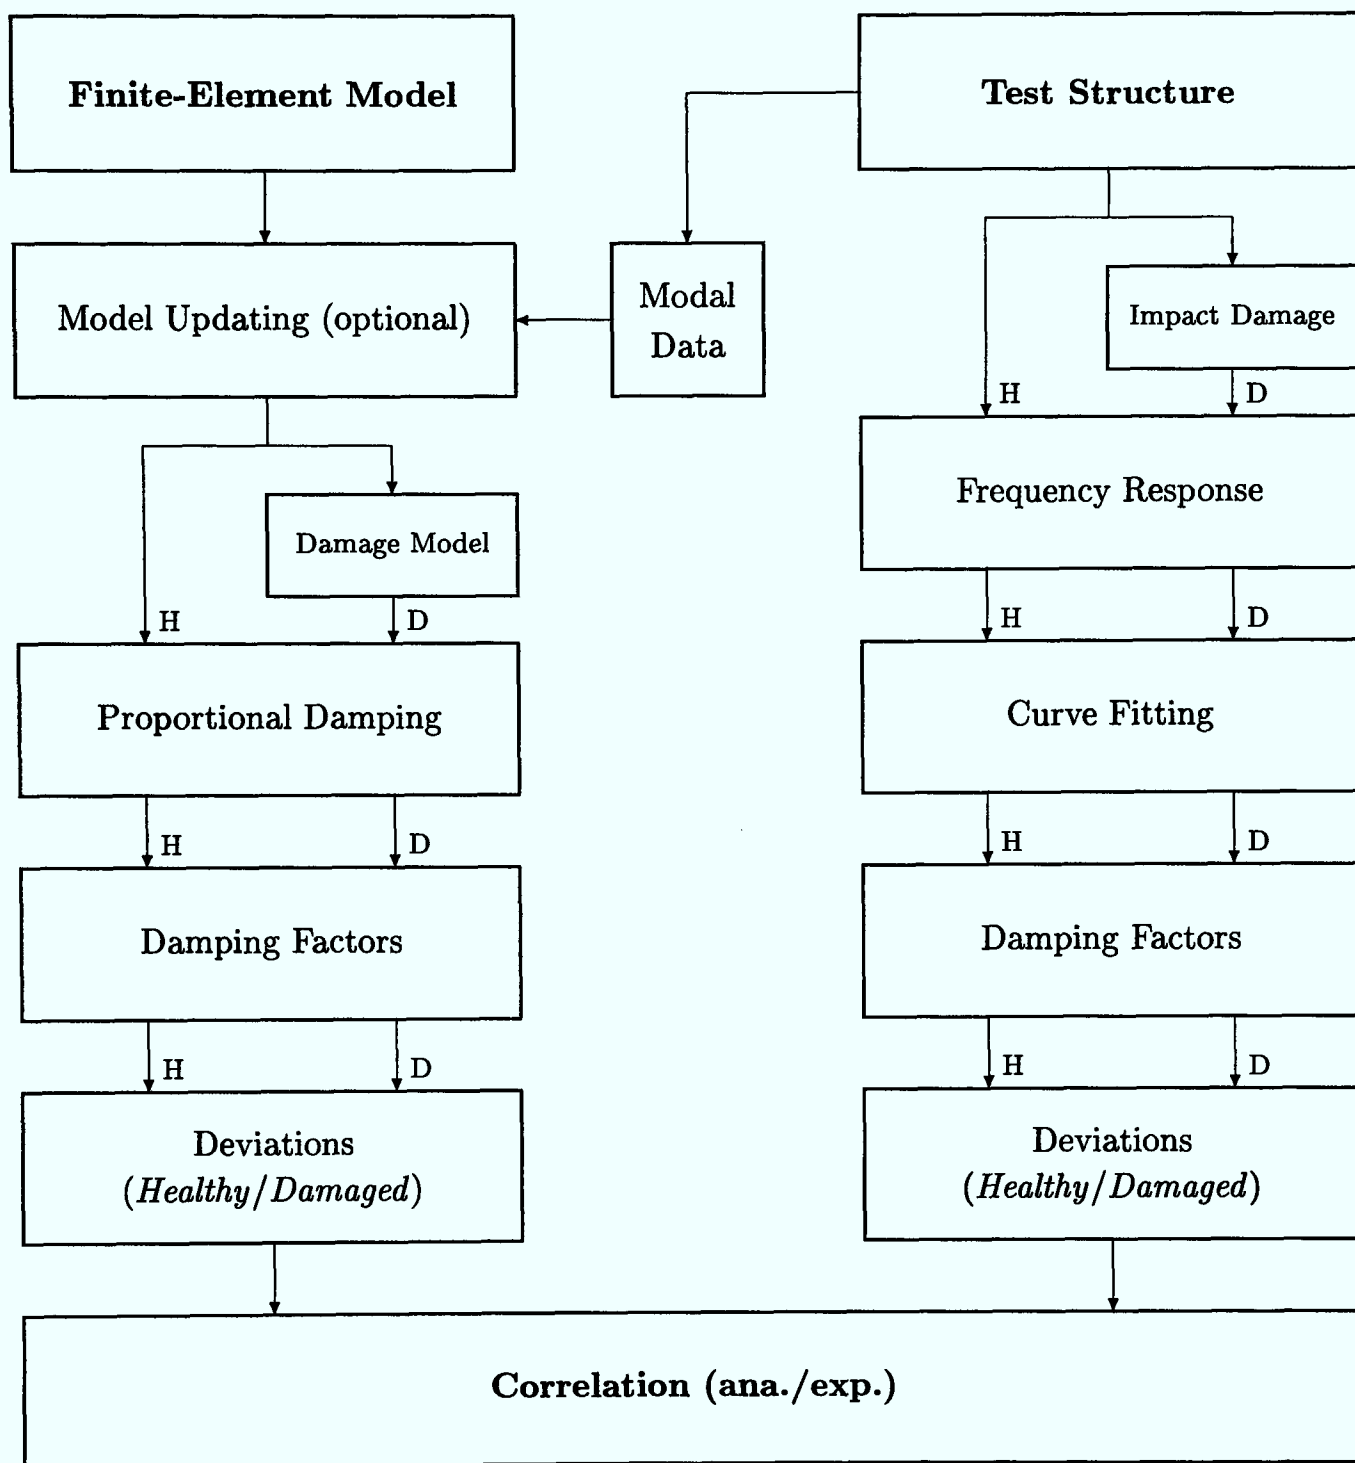 Finite-Element Model
Test Structure
Model Updating (optional)
Modal
Data
Impact Damage
H
D
Frequency Response
Damage Model
H
D
H
D
Proportional Damping
Curve Fitting
H
D
H
D
Damping Factors
Damping Factors
H
D
H
D
Deviations
(Healthy/Damaged)
Deviations
(Healthy/Damaged)
Correlation (ana./exp.)